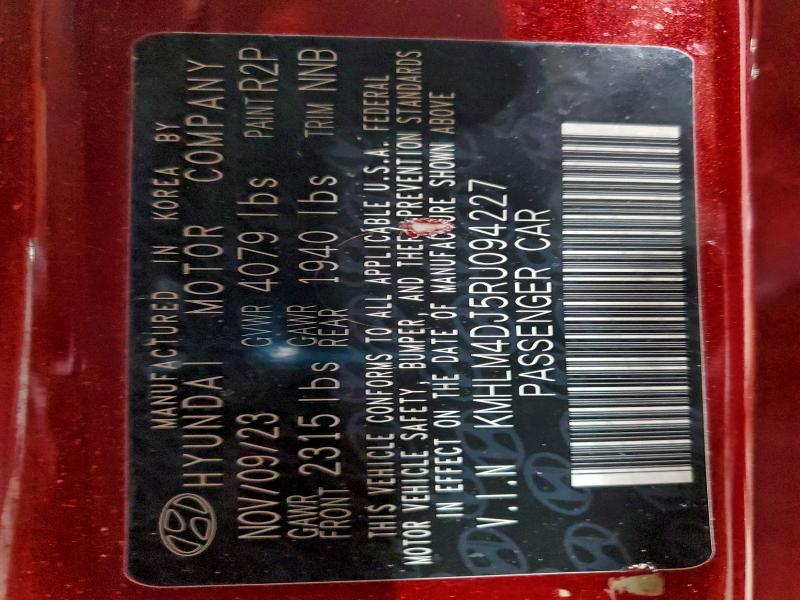 MANUFACTURED IN KOREA BY
HYUNDAI MOTOR COMPANY
NOV/09/23 GVWR 4079 lbs PAINT R2P
GAWR FRONT 2315 lbs GAWR REAR 1940 lbs TRIM NNB
THIS VEHICLE CONFORMS TO ALL APPLICABLE U.S.A. FEDERAL
MOTOR VEHICLE SAFETY, BUMPER, AND THEFT PREVENTION STANDARDS
IN EFFECT ON THE DATE OF MANUFACTURE SHOWN ABOVE
V.I.N KMHLM4DJ5RU094227
PASSENGER CAR